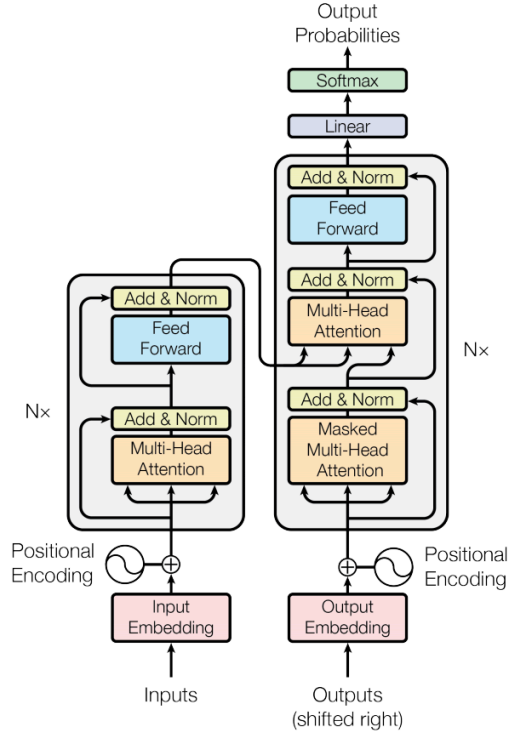 Output
Probabilities
Softmax
Linear
Add & Norm
Feed
Forward
Add & Norm
Multi-Head
Attention
Add & Norm
Masked
Multi-Head
Attention
Nx
Positional
Encoding
Output
Embedding
Outputs
(shifted right)
Add & Norm
Feed
Forward
Add & Norm
Multi-Head
Attention
N×
Positional
Encoding
Input
Embedding
Inputs